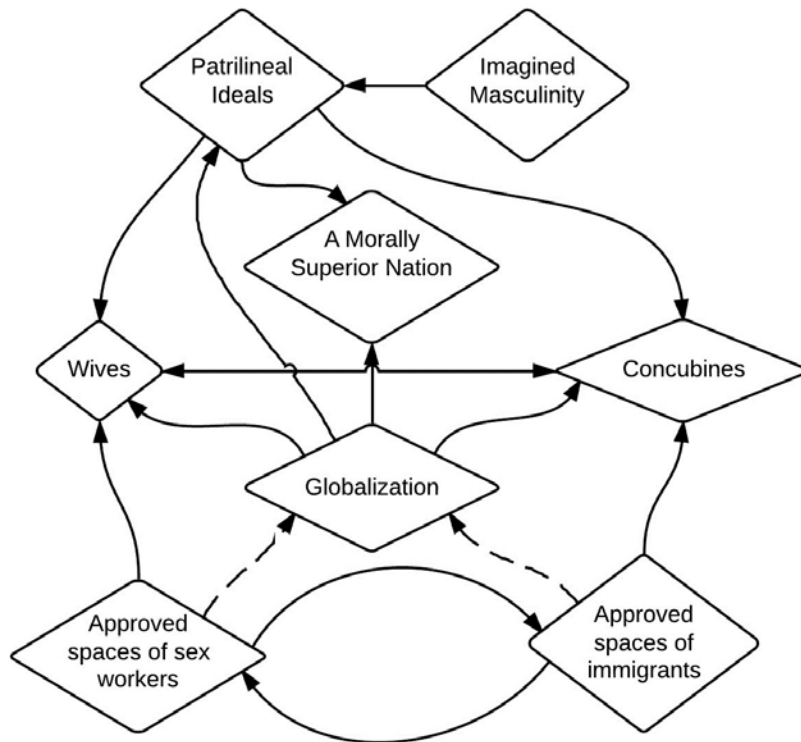 Patrilineal
Ideals
Imagined
Masculinity
A Morally
Superior Nation
Wives
Concubines
Globalization
Approved
spaces of sex
workers
Approved
spaces of
immigrants